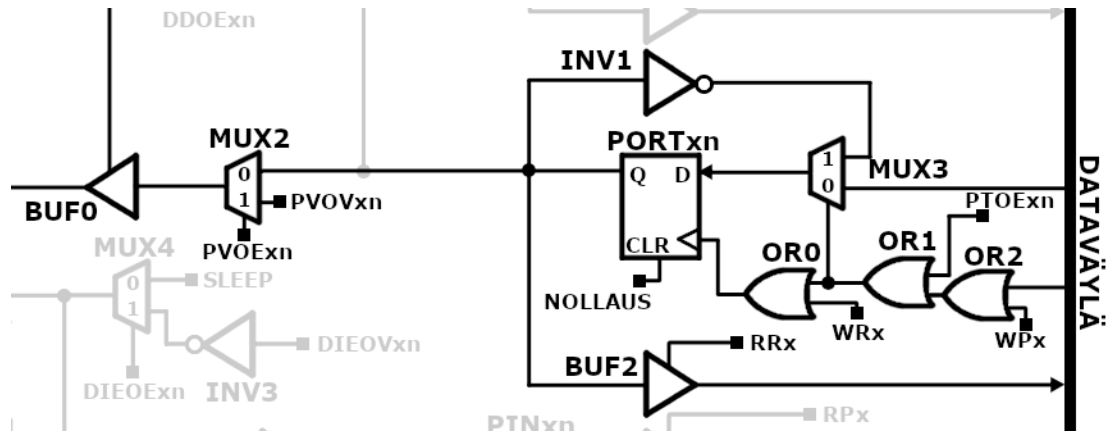 DDOExn
INV1
MUX2
PORTxn
1
0
MUX3
0
1
Q
D
PVOVxn
BUF0
PTOExn
PVOExn
CLR
OR0
OR1
OR2
MUX4
0
1
SLEEP
NOLLAUS
WRx
WPx
DATAVÄYLÄ
BUF2
RRx
DIEOVxn
DIEOExn
INV3
PINxn
RPx